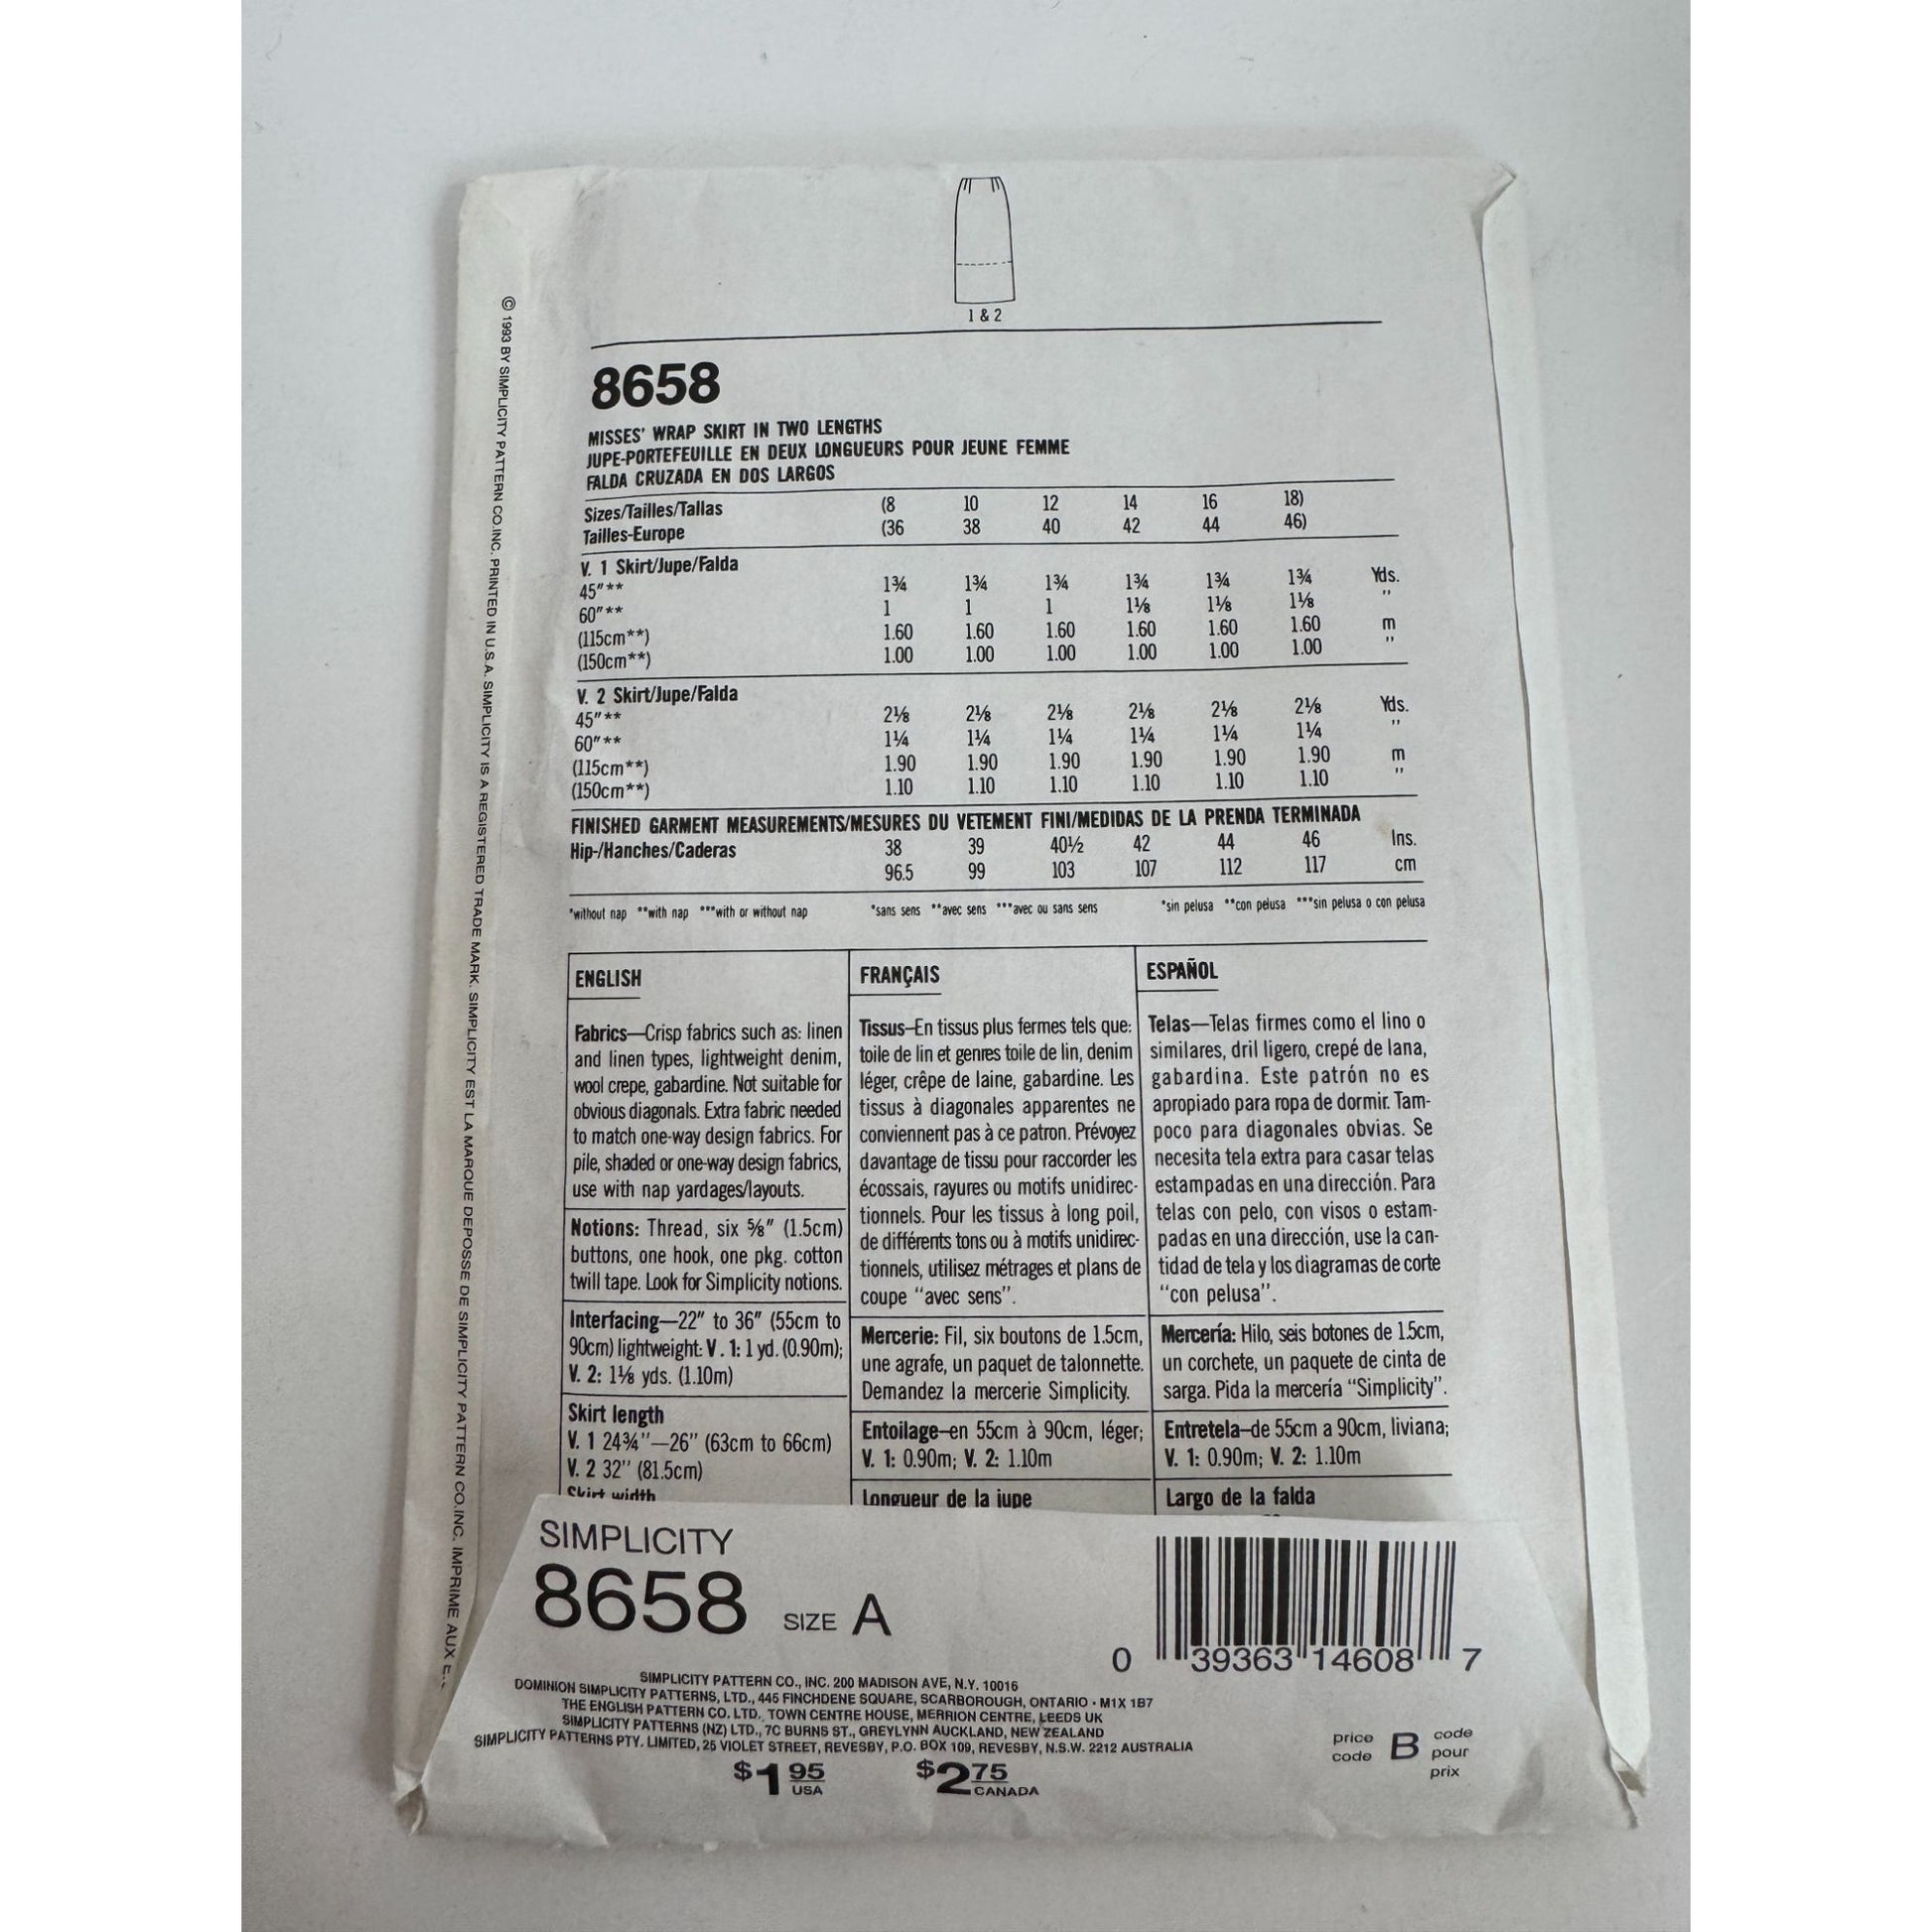 1 & 2
8658
MISSES' WRAP SKIRT IN TWO LENGTHS
JUPE-PORTEFEUILLE EN DEUX LONGUEURS POUR JEUNE FEMME
FALDA CRUZADA EN DOS LARGOS
Sizes/Tailles/Tallas (8 10 12 14 16 18)
Tailles-Europe (36 38 40 42 44 46)
V. 1 Skirt/Jupe/Falda
45"** 1¾ 1¾ 1¾ 1¾ 1¾ 1¾ Yds.
60"** 1 1 1 1⅛ 1⅛ 1⅛ "
(115cm**) 1.60 1.60 1.60 1.60 1.60 1.60 m
(150cm**) 1.00 1.00 1.00 1.00 1.00 1.00 "
V. 2 Skirt/Jupe/Falda
45"** 2⅛ 2⅛ 2⅛ 2⅛ 2⅛ 2⅛ Yds.
60"** 1¼ 1¼ 1¼ 1¼ 1¼ 1¼ "
(115cm**) 1.90 1.90 1.90 1.90 1.90 1.90 m
(150cm**) 1.10 1.10 1.10 1.10 1.10 1.10 "
FINISHED GARMENT MEASUREMENTS/MESURES DU VETEMENT FINI/MEDIDAS DE LA PRENDA TERMINADA
Hip-/Hanches/Caderas 38 39 40½ 42 44 46 Ins.
96.5 99 103 107 112 117 cm
*without nap **with nap ***with or without nap *sans sens **avec sens ***avec ou sans sens *sin pelusa **con pelusa ***sin pelusa o con pelusa
ENGLISH
Fabrics—Crisp fabrics such as: linen
and linen types, lightweight denim,
wool crepe, gabardine. Not suitable for
obvious diagonals. Extra fabric needed
to match one-way design fabrics. For
pile, shaded or one-way design fabrics,
use with nap yardages/layouts.
Notions: Thread, six ⅝" (1.5cm)
buttons, one hook, one pkg. cotton
twill tape. Look for Simplicity notions.
Interfacing—22" to 36" (55cm to
90cm) lightweight: V. 1: 1 yd. (0.90m);
V. 2: 1⅛ yds. (1.10m)
Skirt length
V. 1 24¾"—26" (63cm to 66cm)
V. 2 32" (81.5cm)
Skirt width
FRANÇAIS
Tissus—En tissus plus fermes tels que:
toile de lin et genres toile de lin, denim
léger, crêpe de laine, gabardine. Les
tissus à diagonales apparentes ne
conviennent pas à ce patron. Prévoyez
davantage de tissu pour raccorder les
écossais, rayures ou motifs unidirec-
tionnels. Pour les tissus à long poil,
de différents tons ou à motifs unidirec-
tionnels, utilisez métrages et plans de
coupe "avec sens".
Mercerie: Fil, six boutons de 1.5cm,
une agrafe, un paquet de talonnette.
Demandez la mercerie Simplicity.
Entoilage—en 55cm à 90cm, léger;
V. 1: 0.90m; V. 2: 1.10m
Longueur de la jupe
ESPAÑOL
Telas—Telas firmes como el lino o
similares, dril ligero, crepé de lana,
gabardina. Este patrón no es
apropiado para ropa de dormir. Tam-
poco para diagonales obvias. Se
necesita tela extra para casar telas
estampadas en una dirección. Para
telas con pelo, con visos o estam-
padas en una dirección, use la can-
tidad de tela y los diagramas de corte
"con pelusa".
Mercería: Hilo, seis botones de 1.5cm,
un corchete, un paquete de cinta de
sarga. Pida la mercería "Simplicity".
Entretela—de 55cm a 90cm, liviana;
V. 1: 0.90m; V. 2: 1.10m
Largo de la falda
© 1993 BY SIMPLICITY PATTERN CO.INC. PRINTED IN U.S.A. SIMPLICITY IS A REGISTERED TRADE MARK. SIMPLICITY EST LA MARQUE DEPOSSE DE SIMPLICITY PATTERN CO.INC. IMPRIME AUX
SIMPLICITY
8658 SIZE A
0 39363 14608 7
SIMPLICITY PATTERN CO., INC. 200 MADISON AVE, N.Y. 10016
DOMINION SIMPLICITY PATTERNS, LTD., 445 FINCHDENE SQUARE, SCARBOROUGH, ONTARIO • M1X 1B7
THE ENGLISH PATTERN CO. LTD., TOWN CENTRE HOUSE, MERRION CENTRE, LEEDS UK
SIMPLICITY PATTERNS (NZ) LTD., 7C BURNS ST., GREYLYNN AUCKLAND, NEW ZEALAND
SIMPLICITY PATTERNS PTY. LIMITED, 25 VIOLET STREET, REVESBY, P.O. BOX 109, REVESBY, N.S.W. 2212 AUSTRALIA
$1 95 USA $2 75 CANADA
price code B code pour prix